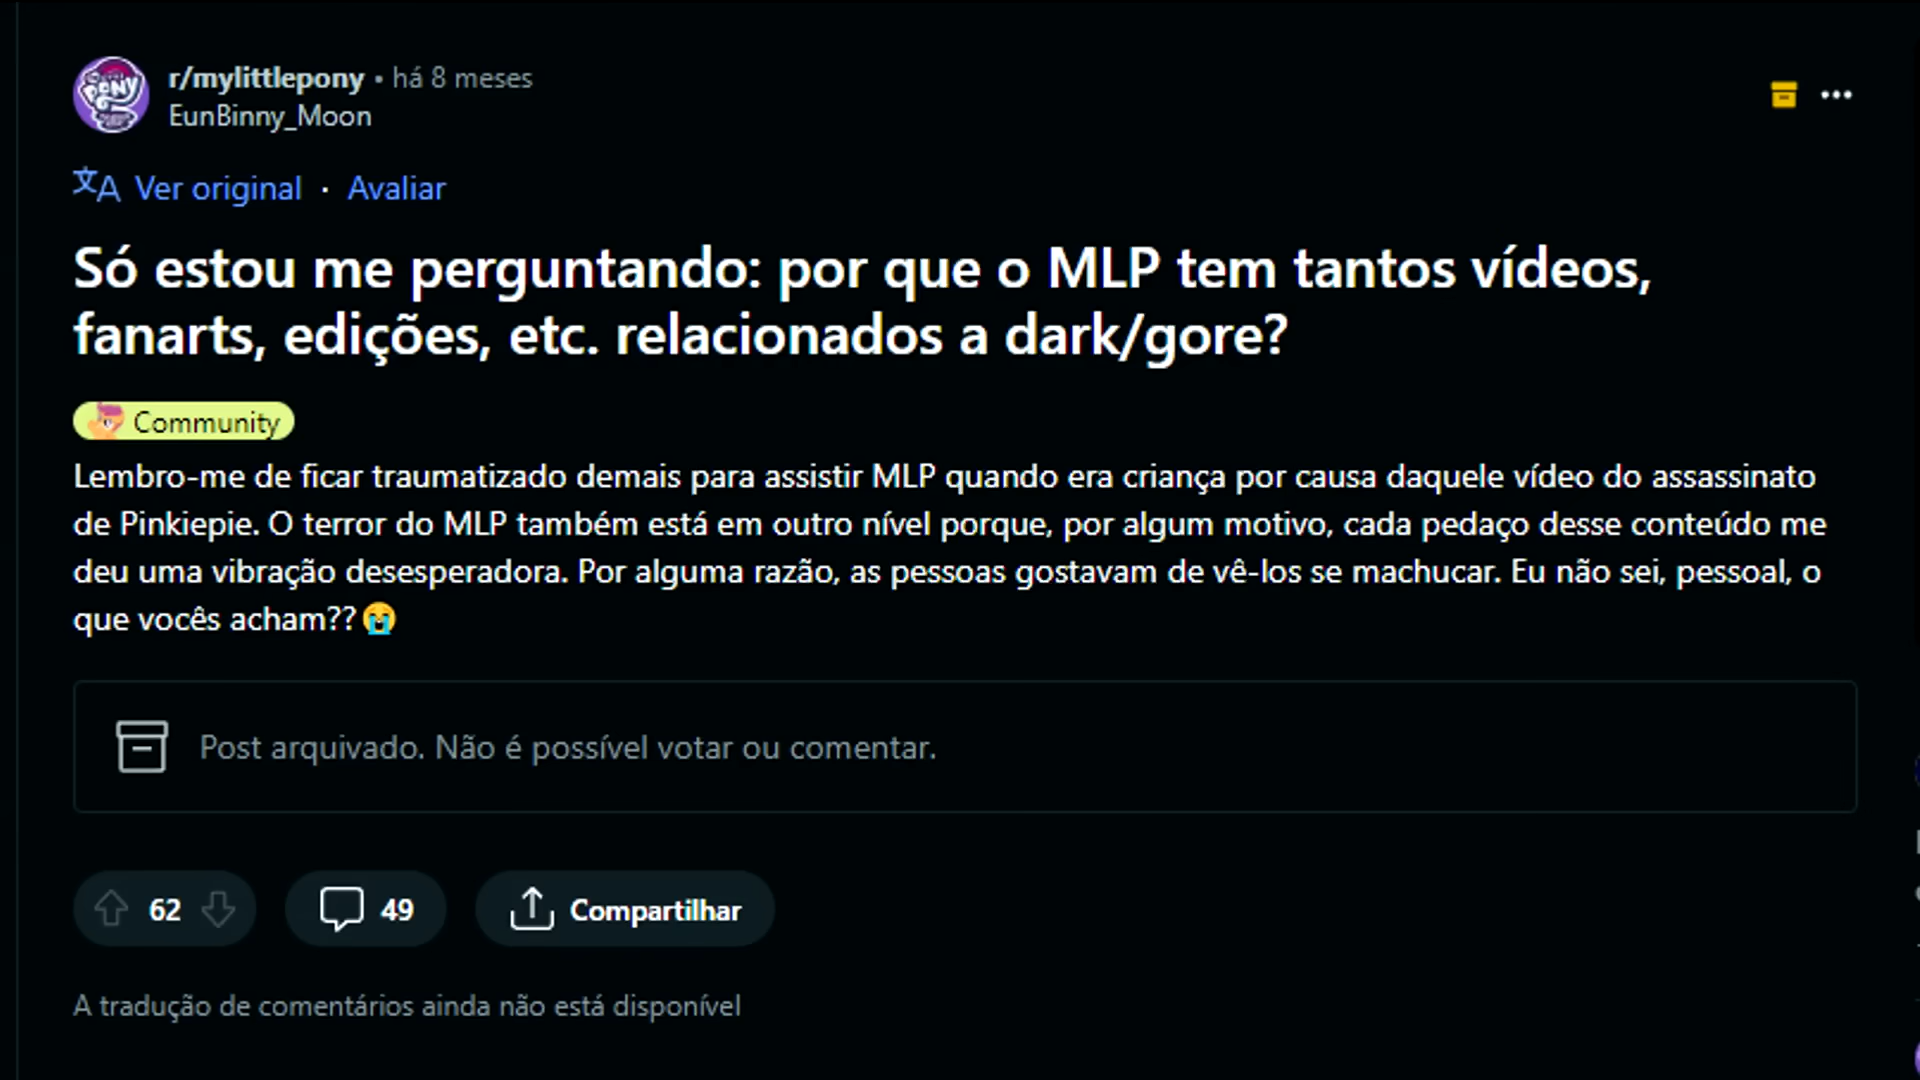 r/mylittlepony • há 8 meses
EunBinny_Moon
Ver original · Avaliar
Só estou me perguntando: por que o MLP tem tantos vídeos,
fanarts, edições, etc. relacionados a dark/gore?
Community
Lembro-me de ficar traumatizado demais para assistir MLP quando era criança por causa daquele vídeo do assassinato
de Pinkiepie. O terror do MLP também está em outro nível porque, por algum motivo, cada pedaço desse conteúdo me
deu uma vibração desesperadora. Por alguma razão, as pessoas gostavam de vê-los se machucar. Eu não sei, pessoal, o
que vocês acham??😭
Post arquivado. Não é possível votar ou comentar.
62 49 Compartilhar
A tradução de comentários ainda não está disponível